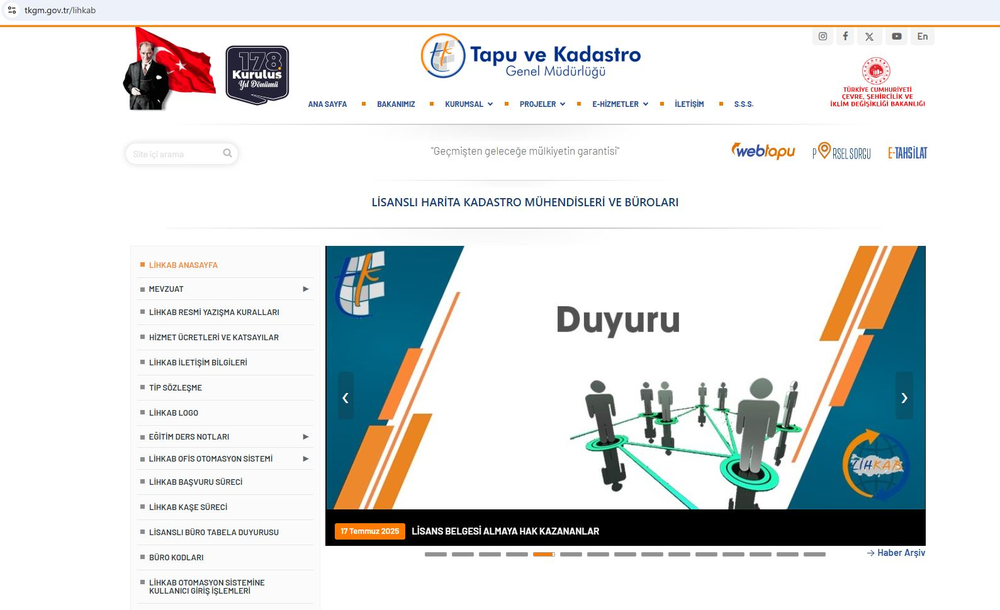 tkgm.gov.tr/lihkab
178.
Kuruluş
Yıl Dönümü
Tapu ve Kadastro
Genel Müdürlüğü
En
TÜRKİYE CUMHURİYETİ
ÇEVRE, ŞEHİRCİLİK VE
İKLİM DEĞİŞİKLİĞİ BAKANLIĞI
ANA SAYFA
BAKANIMIZ
KURUMSAL
PROJELER
E-HİZMETLER
İLETİŞİM
S.S.S.
Site içi arama
"Geçmişten geleceğe mülkiyetin garantisi"
webtapu
PARSEL SORGU
E-TAHSİLAT
LİSANSLI HARİTA KADASTRO MÜHENDİSLERİ VE BÜROLARI
LİHKAB ANASAYFA
MEVZUAT
LİHKAB RESMİ YAZIŞMA KURALLARI
HİZMET ÜCRETLERİ VE KATSAYILAR
LİHKAB İLETİŞİM BİLGİLERİ
TİP SÖZLEŞME
LİHKAB LOGO
EĞİTİM DERS NOTLARI
LİHKAB OFİS OTOMASYON SİSTEMİ
LİHKAB BAŞVURU SÜRECİ
LİHKAB KAŞE SÜRECİ
LİSANSLI BÜRO TABELA DUYURUSU
BÜRO KODLARI
LİHKAB OTOMASYON SİSTEMİNE
KULLANICI GİRİŞ İŞLEMLERİ
tk
Duyuru
LİHKAB
17 Temmuz 2025
LİSANS BELGESİ ALMAYA HAK KAZANANLAR
Haber Arşiv